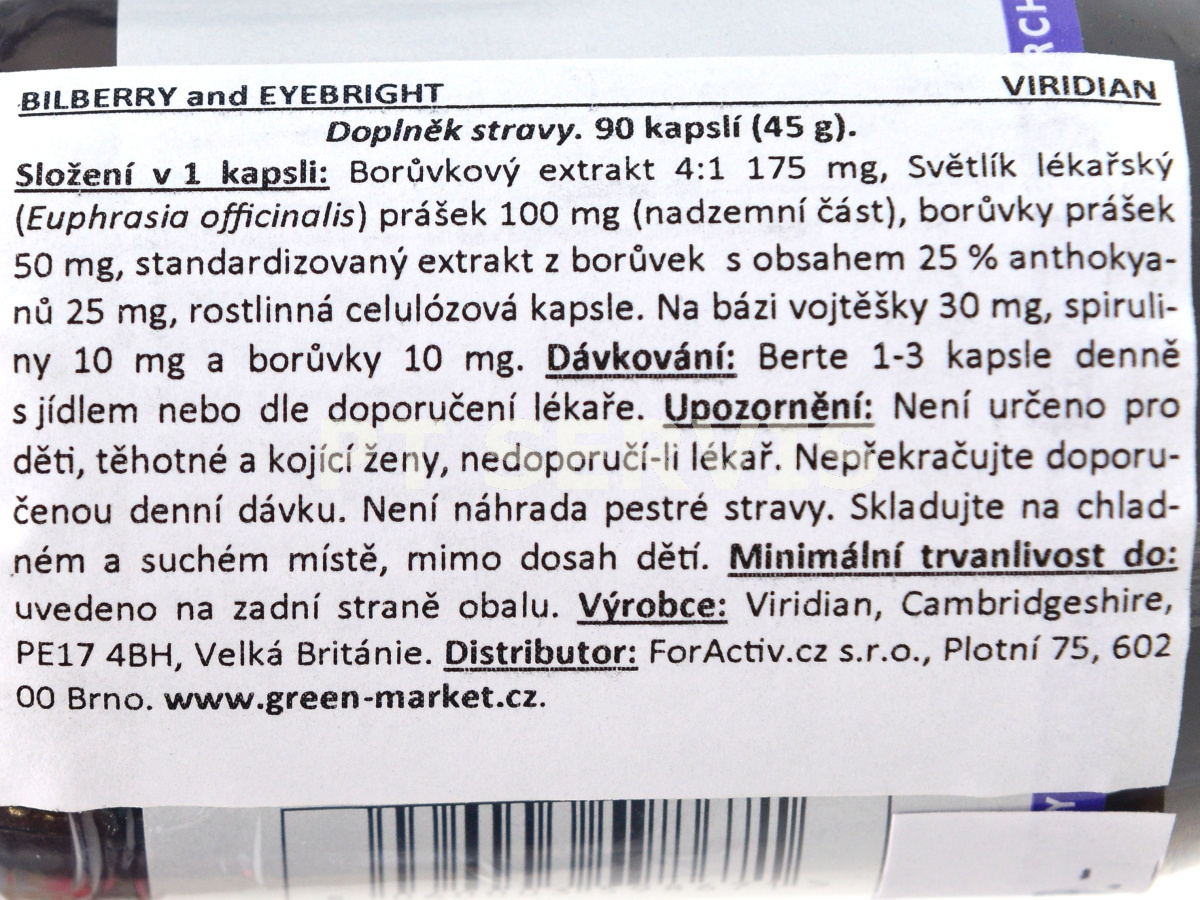 RCH
BILBERRY and EYEBRIGHT VIRIDIAN
Doplněk stravy. 90 kapslí (45 g).
Složení v 1 kapsli: Borůvkový extrakt 4:1 175 mg, Světlík lékařský
(Euphrasia officinalis) prášek 100 mg (nadzemní část), borůvky prášek
50 mg, standardizovaný extrakt z borůvek s obsahem 25 % anthokya-
nů 25 mg, rostlinná celulózová kapsle. Na bázi vojtěšky 30 mg, spiruli-
ny 10 mg a borůvky 10 mg. Dávkování: Berte 1-3 kapsle denně
s jídlem nebo dle doporučení lékaře. Upozornění: Není určeno pro
děti, těhotné a kojící ženy, nedoporučí-li lékař. Nepřekračujte doporu-
čenou denní dávku. Není náhrada pestré stravy. Skladujte na chlad-
ném a suchém místě, mimo dosah dětí. Minimální trvanlivost do:
uvedeno na zadní straně obalu. Výrobce: Viridian, Cambridgeshire,
PE17 4BH, Velká Británie. Distributor: ForActiv.cz s.r.o., Plotní 75, 602
00 Brno. www.green-market.cz.
PT SERVIS